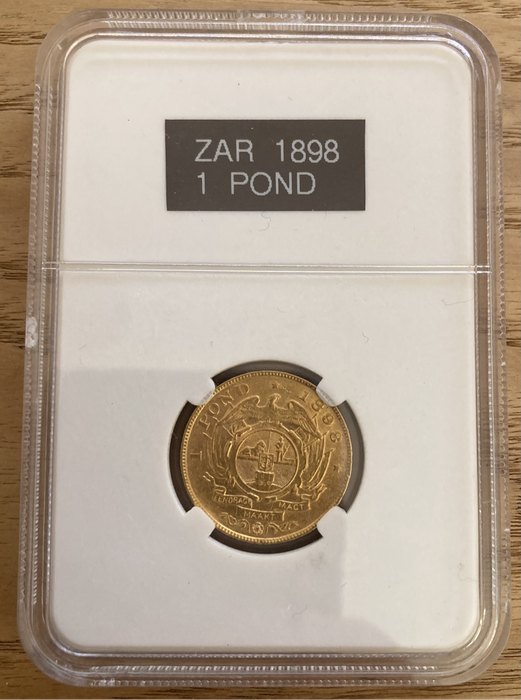 ZAR 1898
1 POND
1 POND * 1898
EENDRAGT MAAKT MAGT